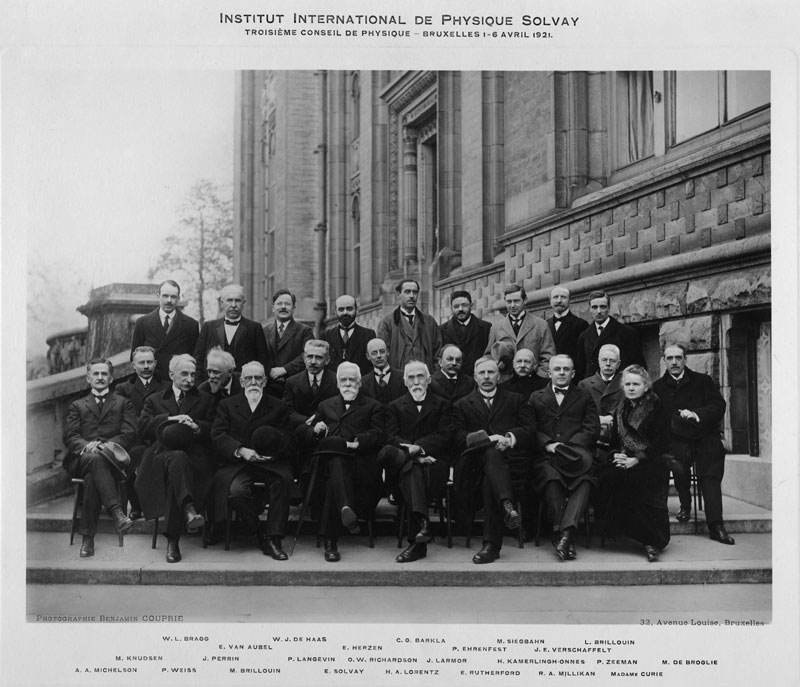 INSTITUT INTERNATIONAL DE PHYSIQUE SOLVAY
TROISIÈME CONSEIL DE PHYSIQUE – BRUXELLES 1-6 AVRIL 1921.
PHOTOGRAPHIE BENJAMIN COUPRIE 32, Avenue Louise, Bruxelles
W. L. BRAGG W. J. DE HAAS C. G. BARKLA M. SIEGBAHN L. BRILLOUIN
E. VAN AUBEL E. HERZEN P. EHRENFEST J. E. VERSCHAFFELT
M. KNUDSEN J. PERRIN P. LANGEVIN O. W. RICHARDSON J. LARMOR H. KAMERLINGH-ONNES P. ZEEMAN M. DE BROGLIE
A. A. MICHELSON P. WEISS M. BRILLOUIN E. SOLVAY H. A. LORENTZ E. RUTHERFORD R. A. MILLIKAN MADAME CURIE